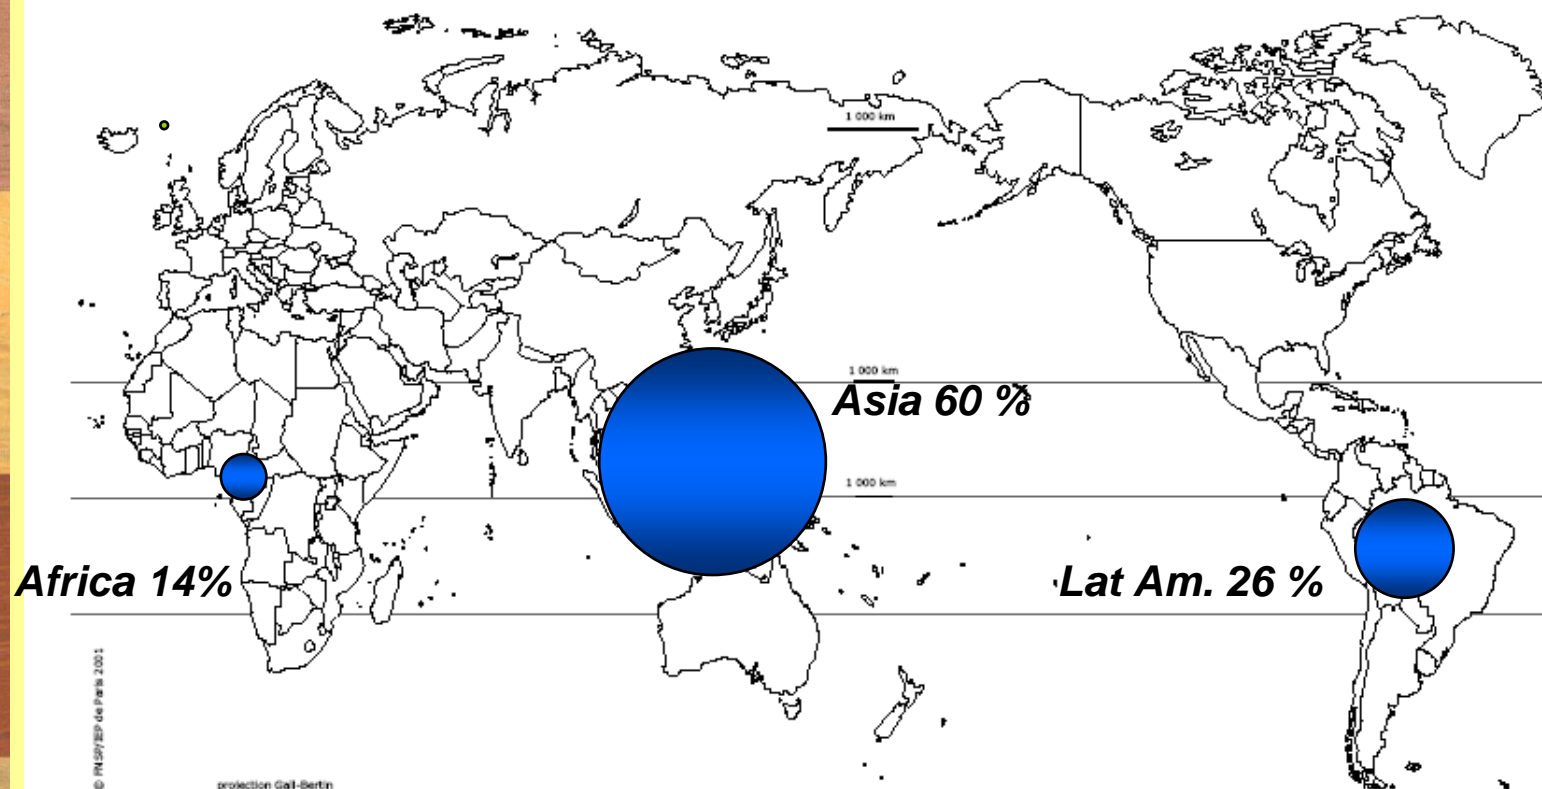 1 000 km
1 000 km
Asia 60 %
1 000 km
Africa 14%
Lat Am. 26 %
© FNSP/IEP de Paris 2001
projection Gall-Bertin